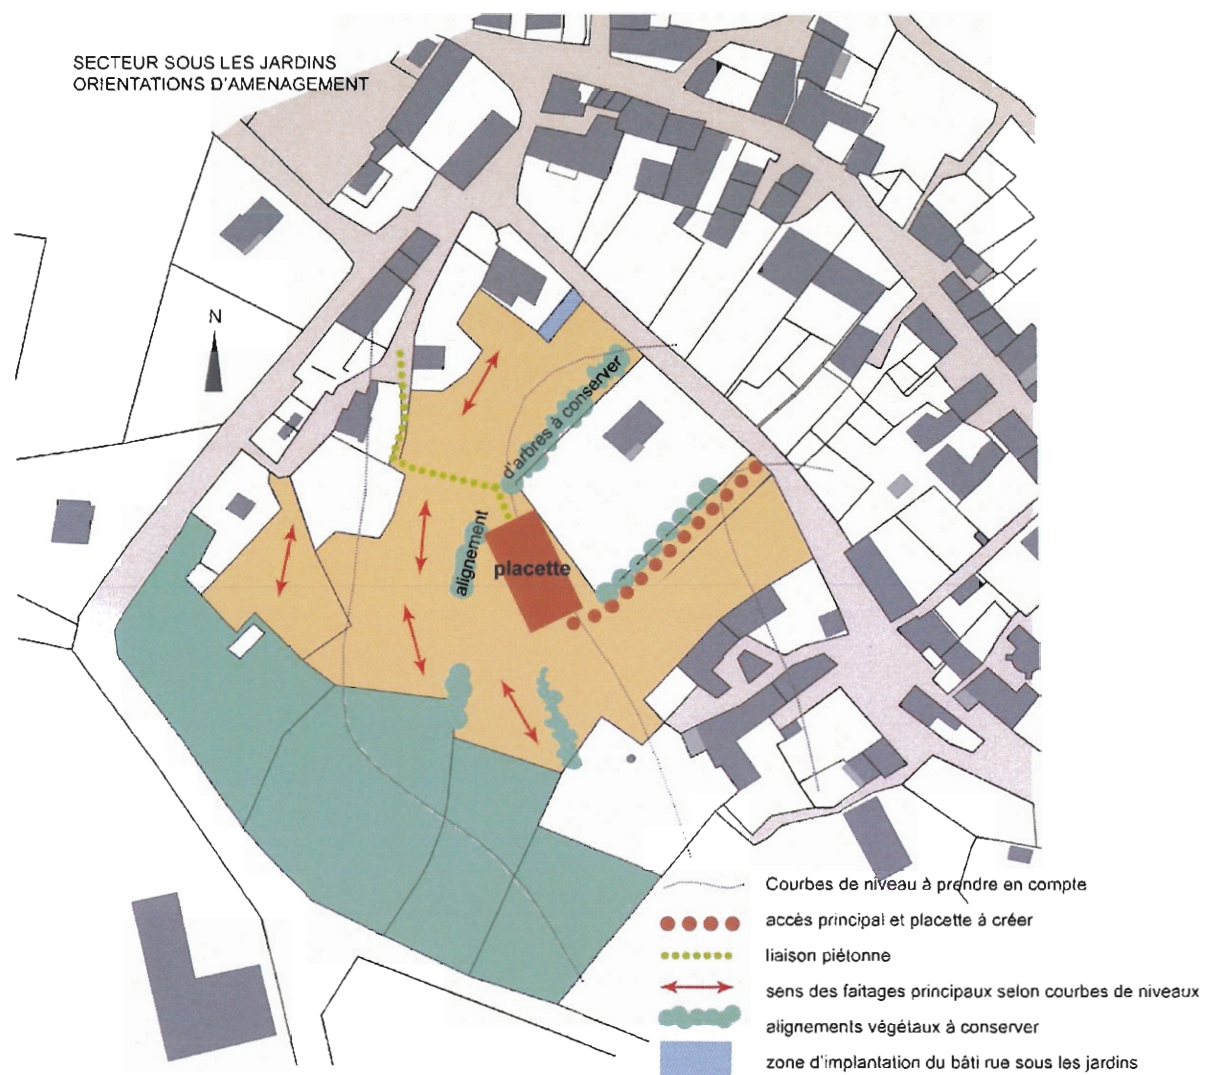 SECTEUR SOUS LES JARDINS
ORIENTATIONS D'AMENAGEMENT
N
d'arbres à conserver
alignement
placette
Courbes de niveau à prendre en compte
accès principal et placette à créer
liaison piétonne
sens des faitages principaux selon courbes de niveaux
alignements végétaux à conserver
zone d'implantation du bâti rue sous les jardins